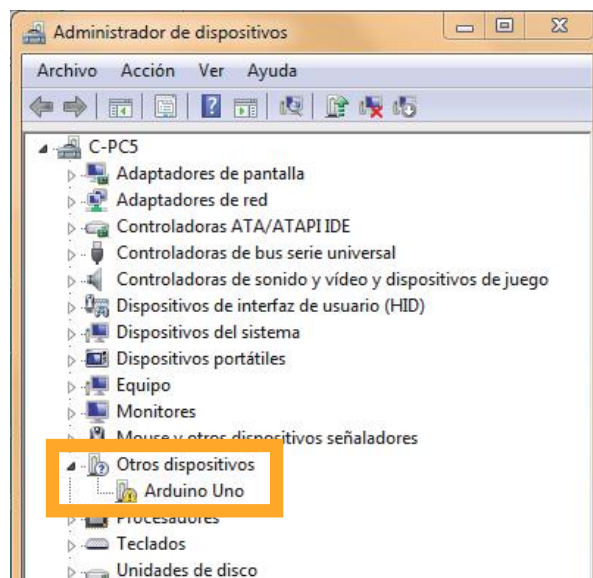 Administrador de dispositivos
Archivo Acción Ver Ayuda
C-PC5
Adaptadores de pantalla
Adaptadores de red
Controladoras ATA/ATAPI IDE
Controladoras de bus serie universal
Controladoras de sonido y vídeo y dispositivos de juego
Dispositivos de interfaz de usuario (HID)
Dispositivos del sistema
Dispositivos portátiles
Equipo
Monitores
Mouse y otros dispositivos señaladores
Otros dispositivos
Arduino Uno
Procesadores
Teclados
Unidades de disco